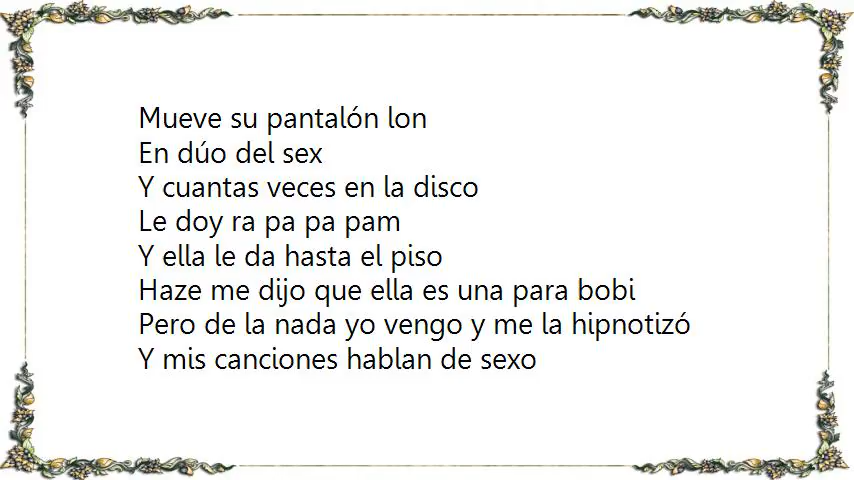 Mueve su pantalón lon
En dúo del sex
Y cuantas veces en la disco
Le doy ra pa pa pam
Y ella le da hasta el piso
Haze me dijo que ella es una para bobi
Pero de la nada yo vengo y me la hipnotizó
Y mis canciones hablan de sexo